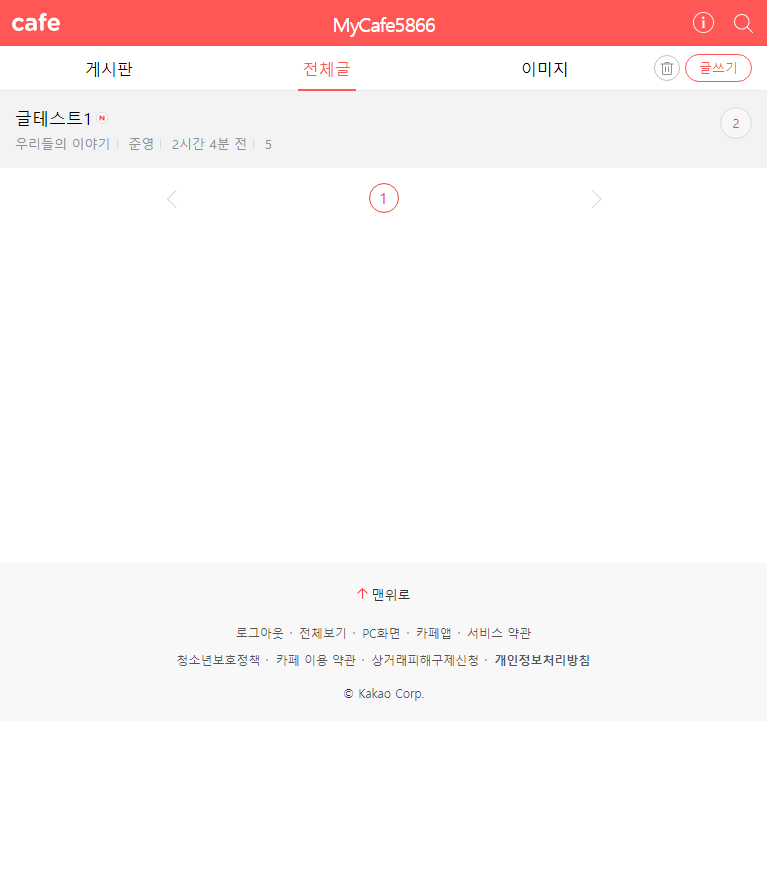 cafe MyCafe5866
게시판 전체글 이미지 글쓰기
글테스트1 N
우리들의 이야기 준영 2시간 4분 전 5
2
1
맨위로
로그아웃 · 전체보기 · PC화면 · 카페앱 · 서비스 약관
청소년보호정책 · 카페 이용 약관 · 상거래피해구제신청 · 개인정보처리방침
© Kakao Corp.